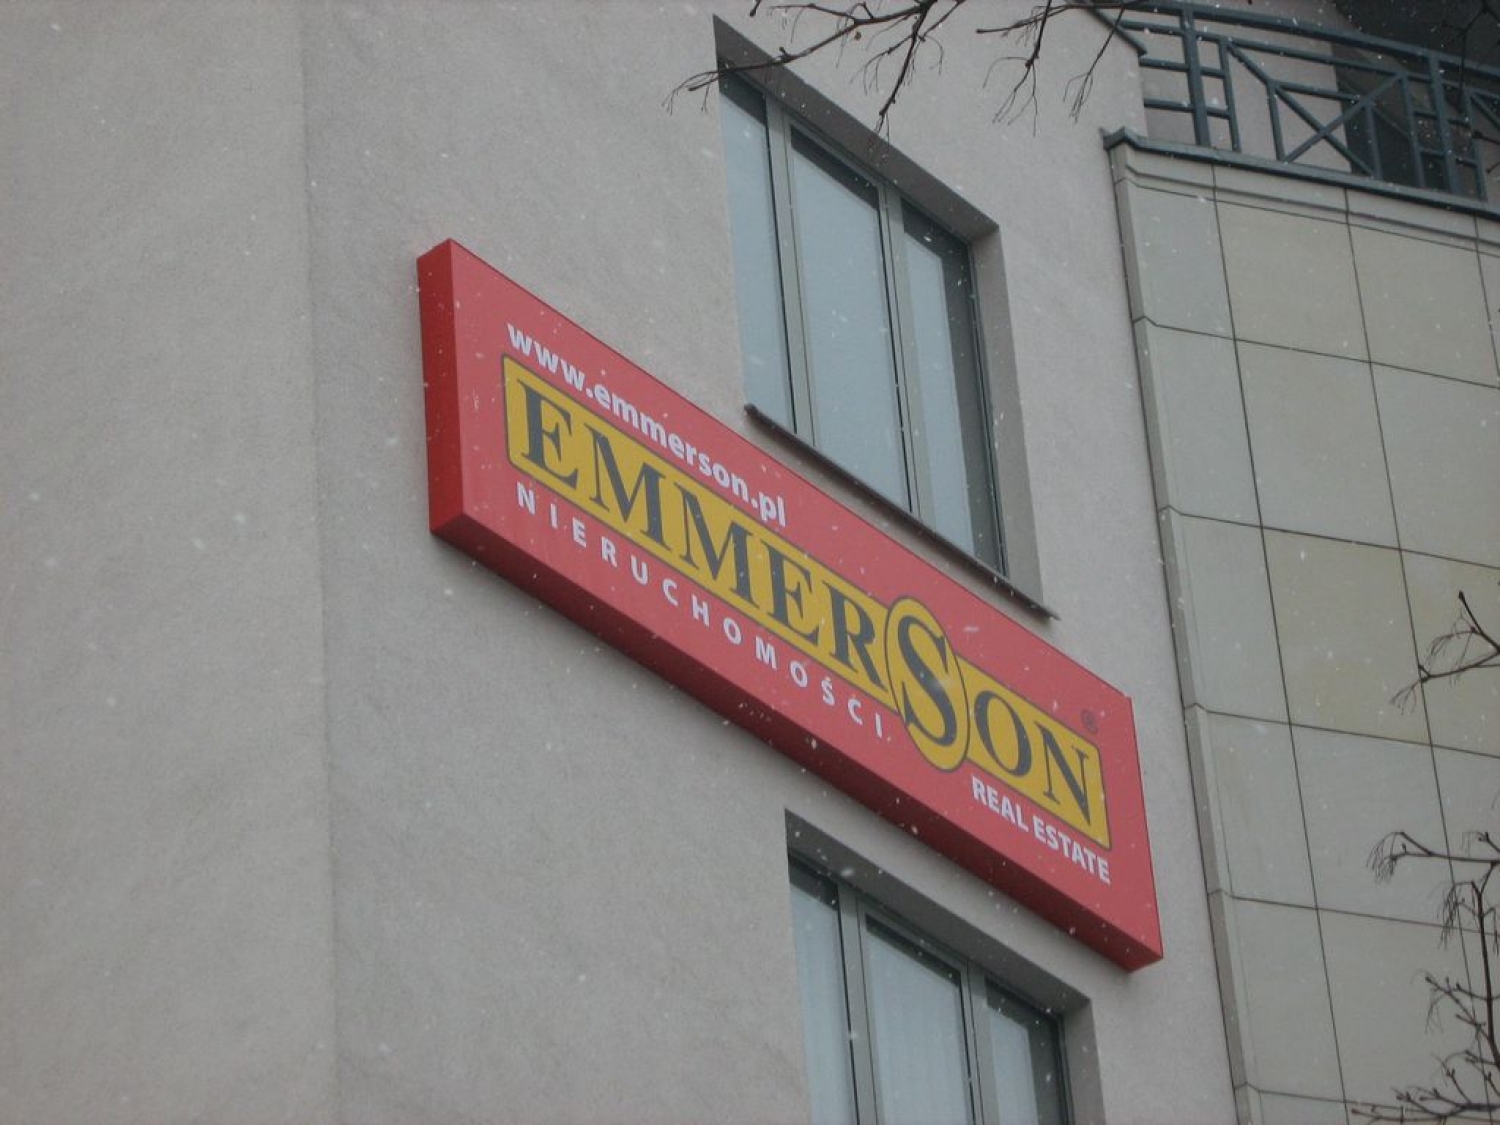 www.emmerson.pl
EMMERSON
®
NIERUCHOMOŚCI
REAL ESTATE